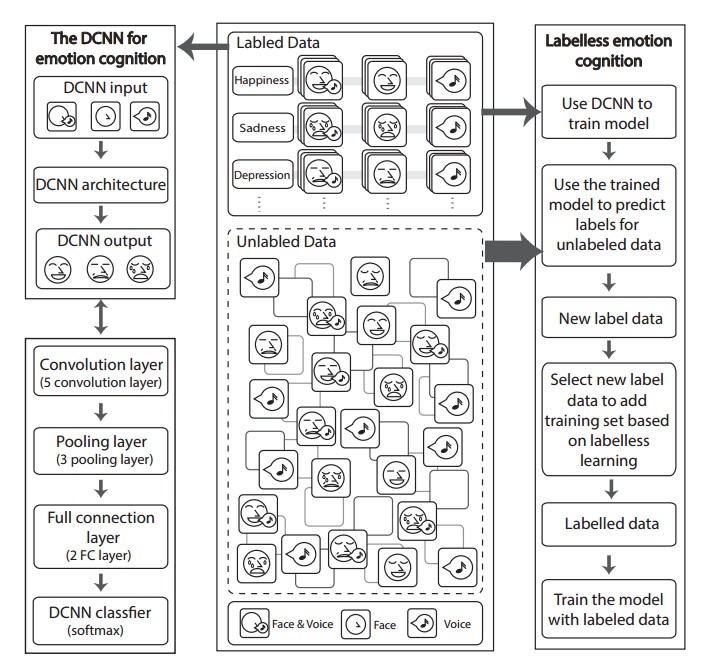 The DCNN for
emotion cognition
DCNN input
DCNN architecture
DCNN output
Convolution layer
(5 convolution layer)
Pooling layer
(3 pooling layer)
Full connection
layer
(2 FC layer)
DCNN classfier
(softmax)
Labled Data
Happiness
Sadness
Depression
Unlabled Data
Face & Voice
Face
Voice
Labelless emotion
cognition
Use DCNN to
train model
Use the trained
model to predict
labels for
unlabeled data
New label data
Select new label
data to add
training set based
on labelless
learning
Labelled data
Train the model
with labeled data